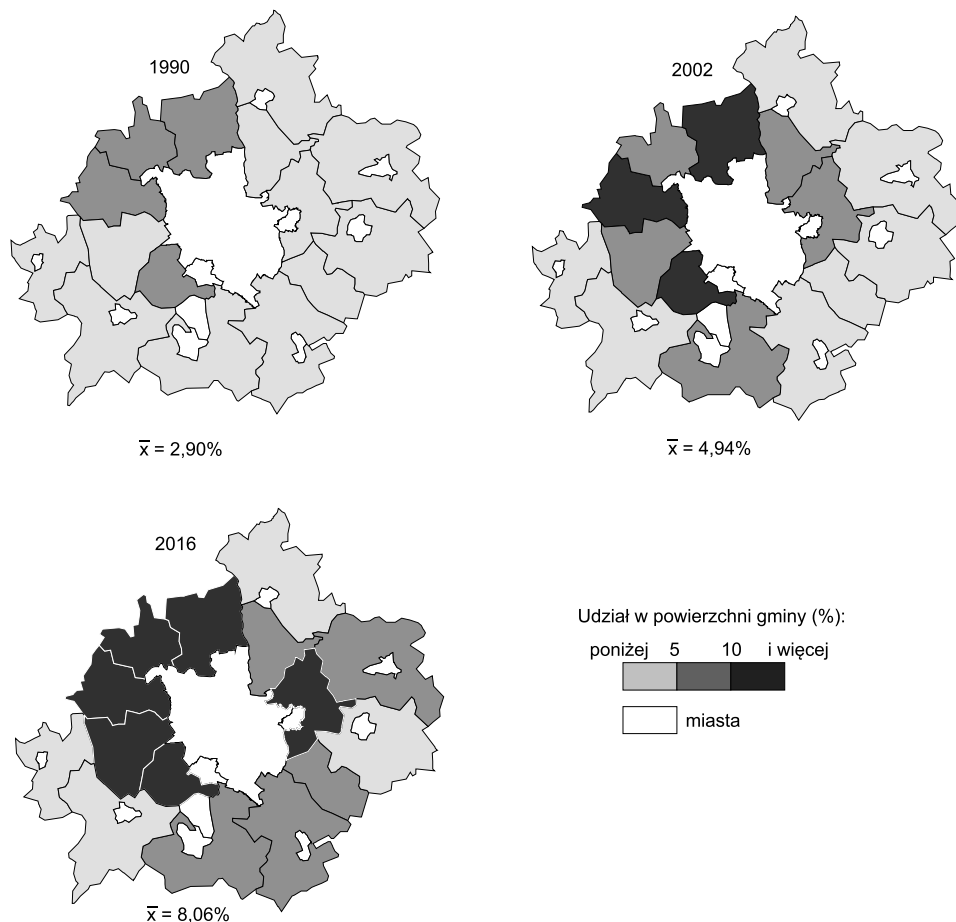 1990
2002
x̅ = 2,90%
x̅ = 4,94%
2016
Udział w powierzchni gminy (%):
poniżej 5 10 i więcej
miasta
x̅ = 8,06%